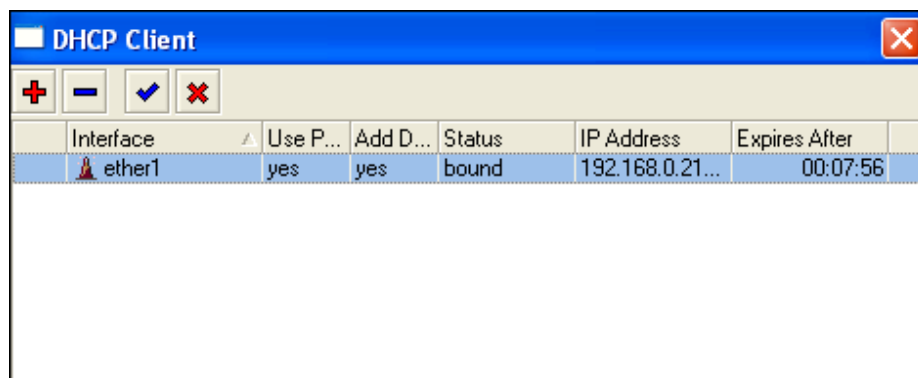 DHCP Client
Interface Use P... Add D... Status IP Address Expires After
ether1 yes yes bound 192.168.0.21... 00:07:56